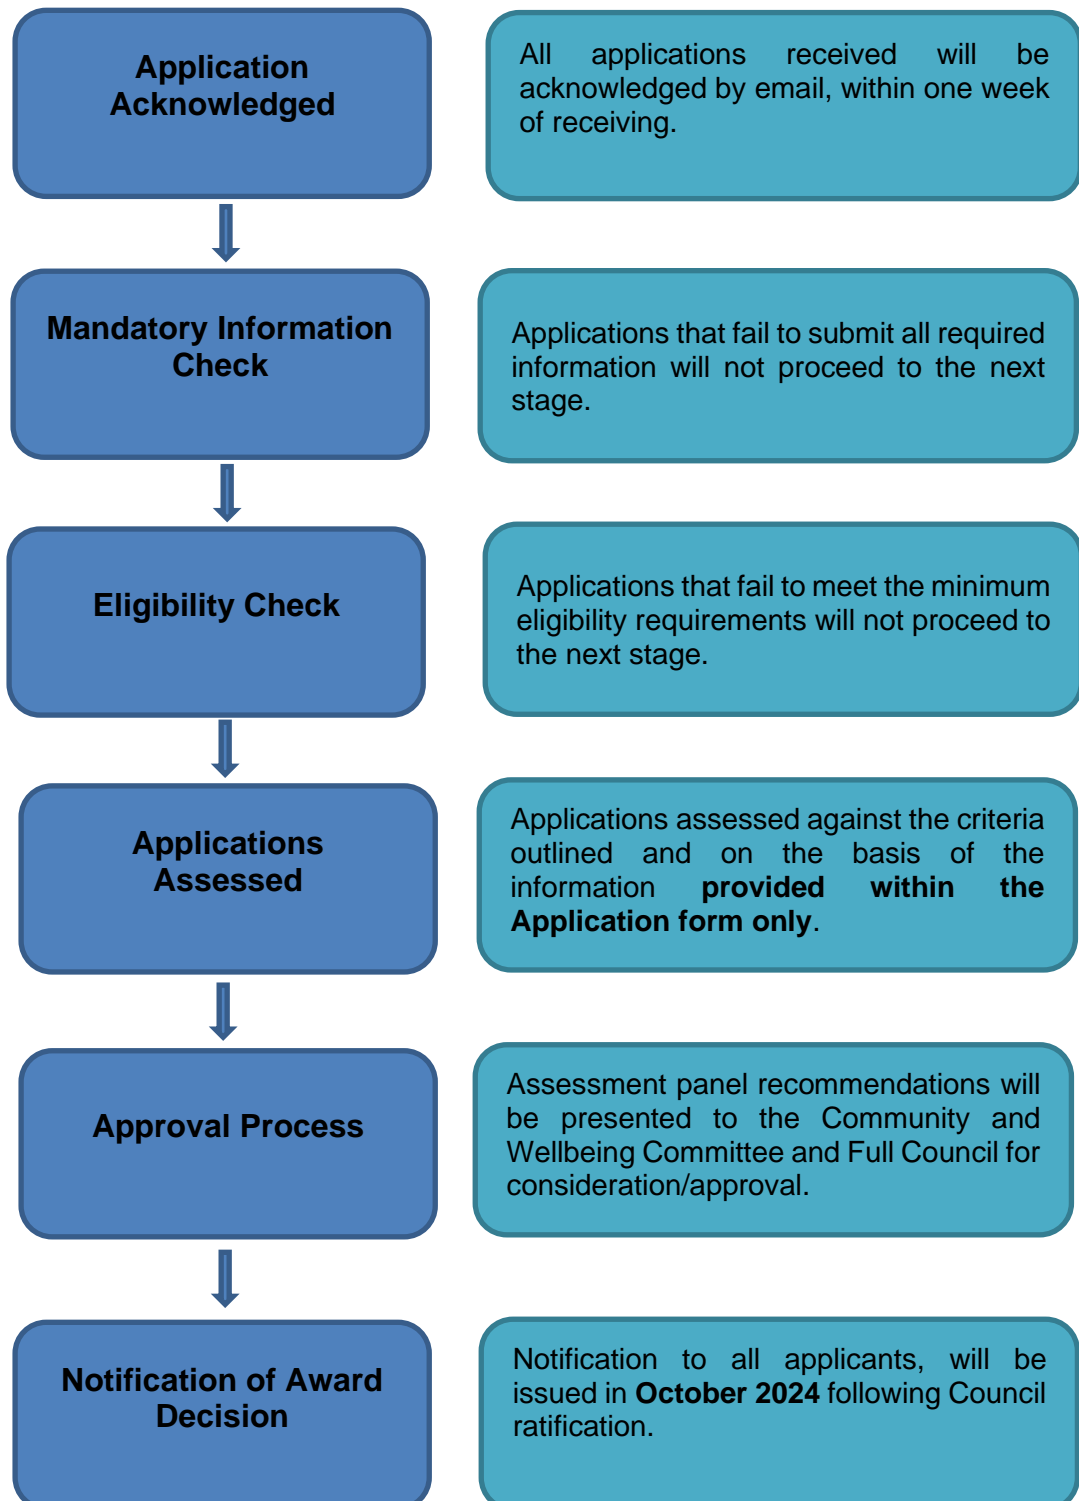 Application
Acknowledged
All applications received will be
acknowledged by email, within one week
of receiving.
Mandatory Information
Check
Applications that fail to submit all required
information will not proceed to the next
stage.
Eligibility Check
Applications that fail to meet the minimum
eligibility requirements will not proceed to
the next stage.
Applications
Assessed
Applications assessed against the criteria
outlined and on the basis of the
information provided within the
Application form only.
Approval Process
Assessment panel recommendations will
be presented to the Community and
Wellbeing Committee and Full Council for
consideration/approval.
Notification of Award
Decision
Notification to all applicants, will be
issued in October 2024 following Council
ratification.